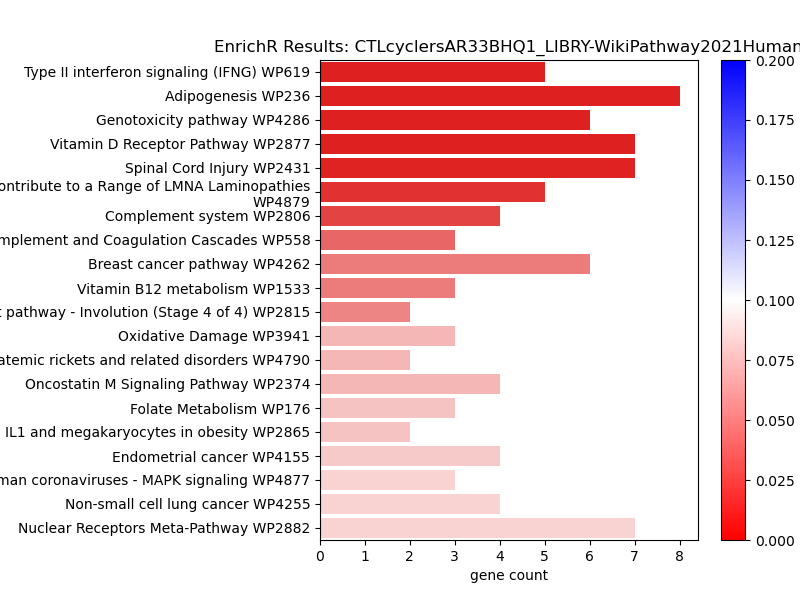 EnrichR Results: CTLcyclersAR33BHQ1_LIBRY-WikiPathway2021Human
Type II interferon signaling (IFNG) WP619
Adipogenesis WP236
Genotoxicity pathway WP4286
Vitamin D Receptor Pathway WP2877
Spinal Cord Injury WP2431
ontribute to a Range of LMNA Laminopathies
WP4879
Complement system WP2806
mplement and Coagulation Cascades WP558
Breast cancer pathway WP4262
Vitamin B12 metabolism WP1533
t pathway - Involution (Stage 4 of 4) WP2815
Oxidative Damage WP3941
atemic rickets and related disorders WP4790
Oncostatin M Signaling Pathway WP2374
Folate Metabolism WP176
IL1 and megakaryocytes in obesity WP2865
Endometrial cancer WP4155
man coronaviruses - MAPK signaling WP4877
Non-small cell lung cancer WP4255
Nuclear Receptors Meta-Pathway WP2882
0 1 2 3 4 5 6 7 8
gene count
0.200
0.175
0.150
0.125
0.100
0.075
0.050
0.025
0.000